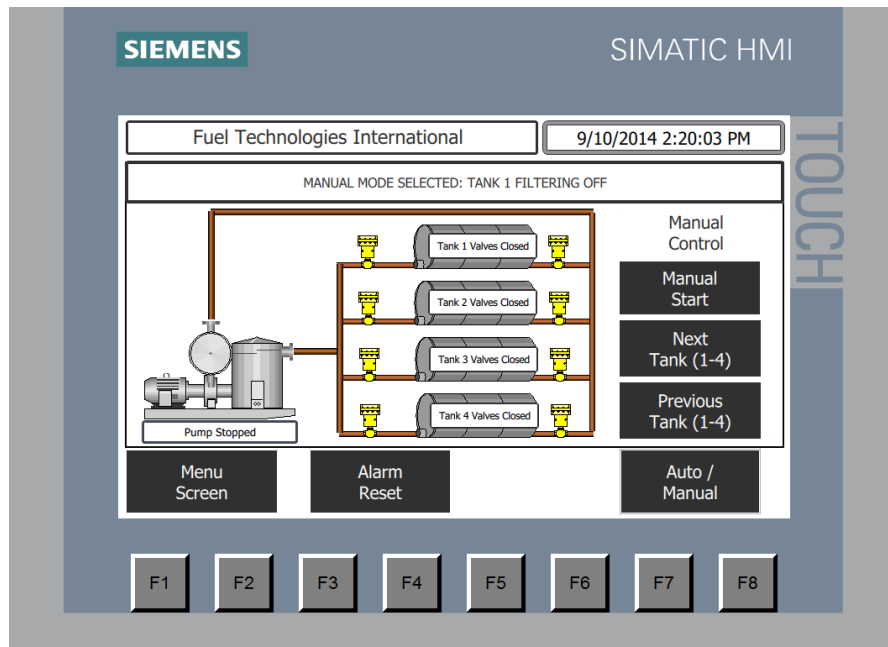 SIEMENS
SIMATIC HMI
TOUCH
Fuel Technologies International
9/10/2014 2:20:03 PM
MANUAL MODE SELECTED: TANK 1 FILTERING OFF
Tank 1 Valves Closed
Tank 2 Valves Closed
Tank 3 Valves Closed
Tank 4 Valves Closed
Pump Stopped
Manual
Control
Manual
Start
Next
Tank (1-4)
Previous
Tank (1-4)
Menu
Screen
Alarm
Reset
Auto /
Manual
F1
F2
F3
F4
F5
F6
F7
F8